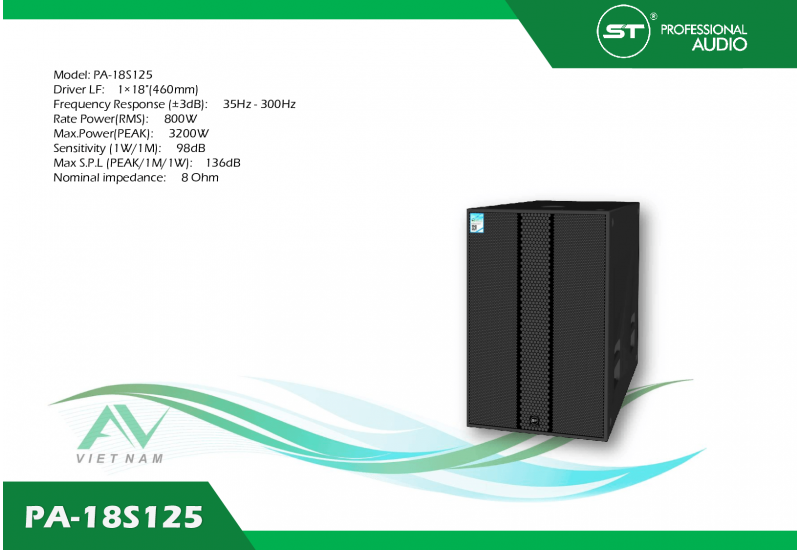 ST ®
PROFESSIONAL
AUDIO
Model: PA-18S125
Driver LF: 1×18"(460mm)
Frequency Response (±3dB): 35Hz - 300Hz
Rate Power(RMS): 800W
Max.Power(PEAK): 3200W
Sensitivity (1W/1M): 98dB
Max S.P.L (PEAK/1M/1W): 136dB
Nominal impedance: 8 Ohm
AV
VIET NAM
PA-18S125